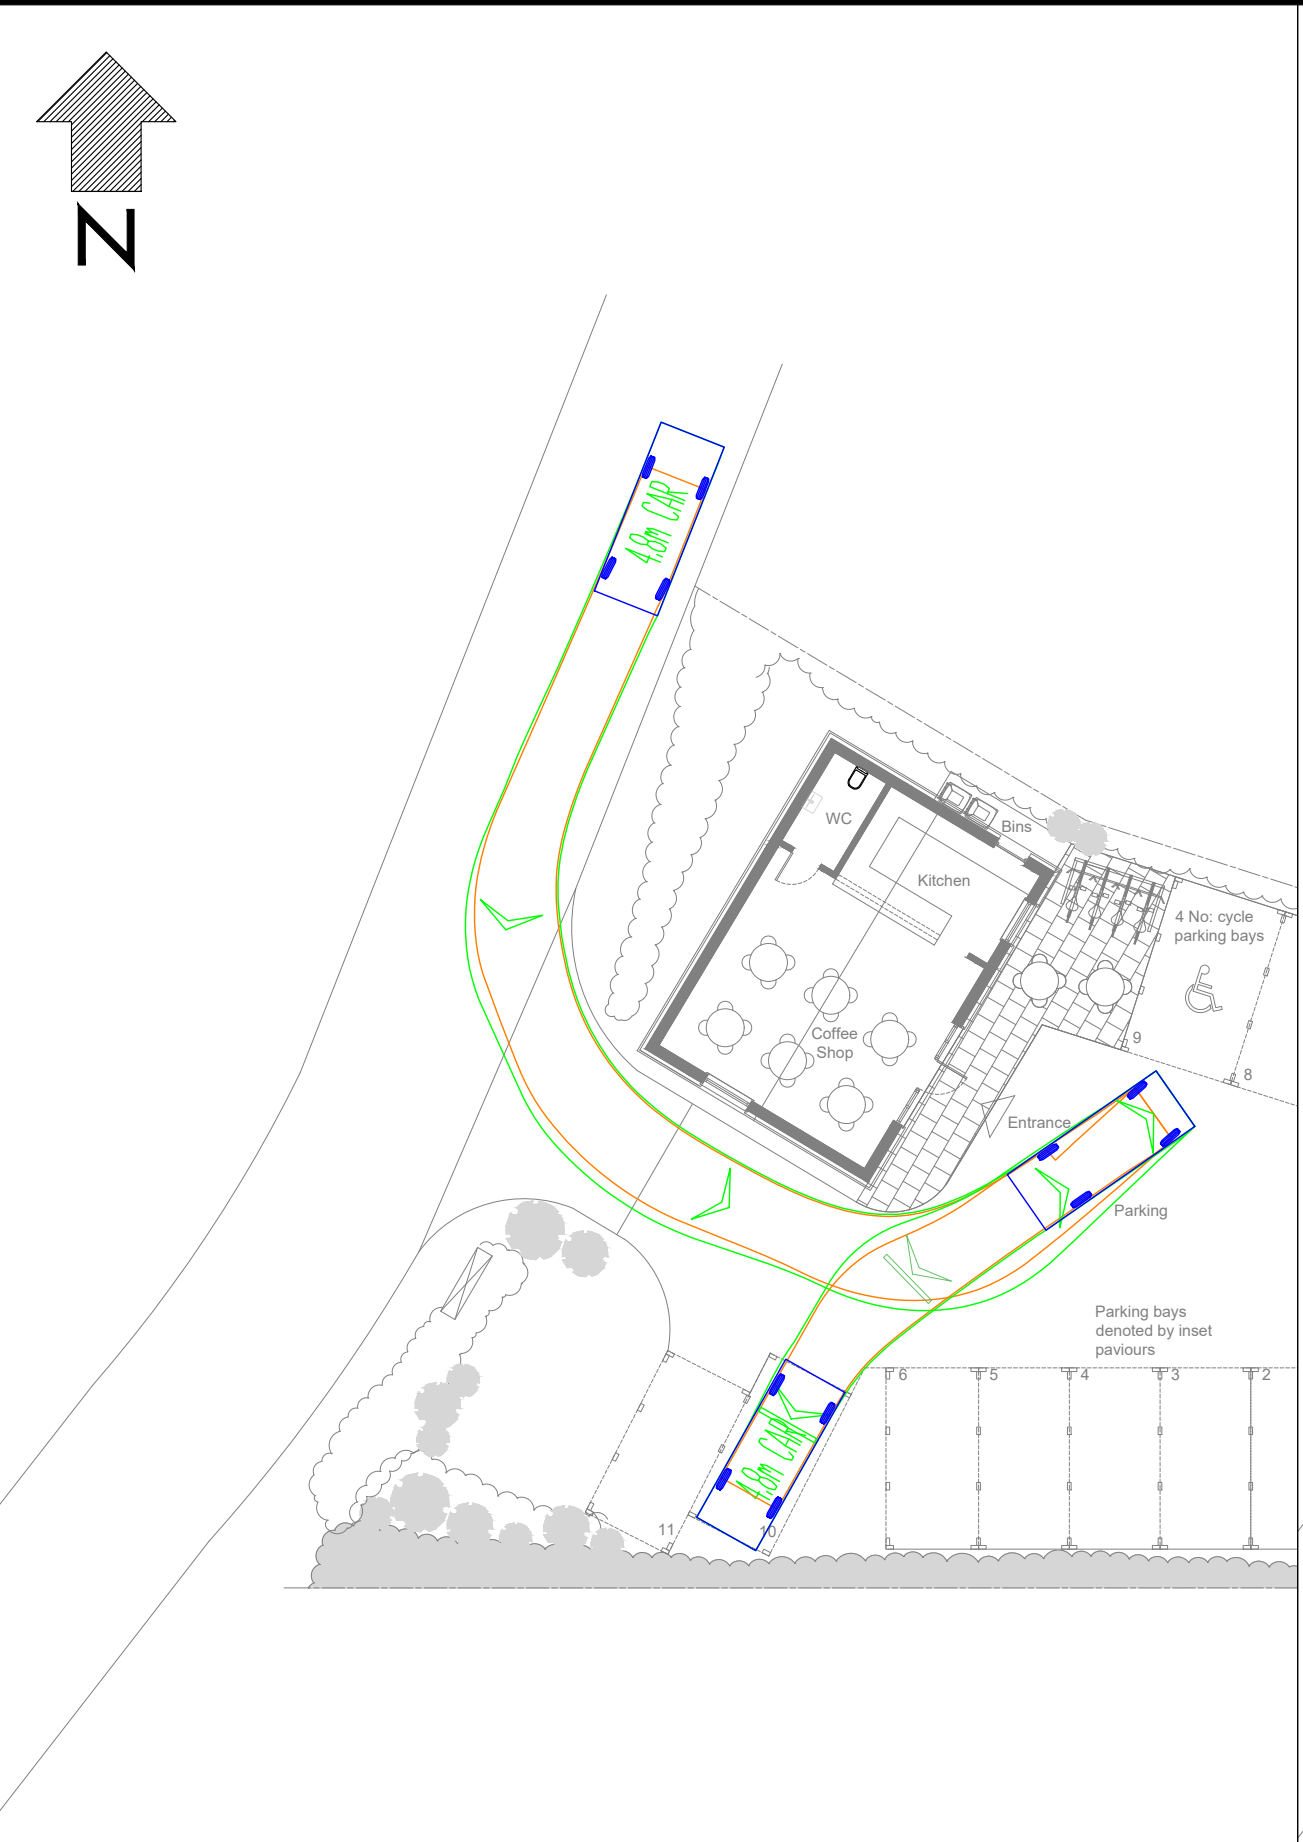 N
4.8m CAR
WC
Bins
Kitchen
4 No: cycle
parking bays
Coffee
Shop
9
8
Entrance
Parking
Parking bays
denoted by inset
paviours
6
5
4
3
2
4.8m CAR
11
10